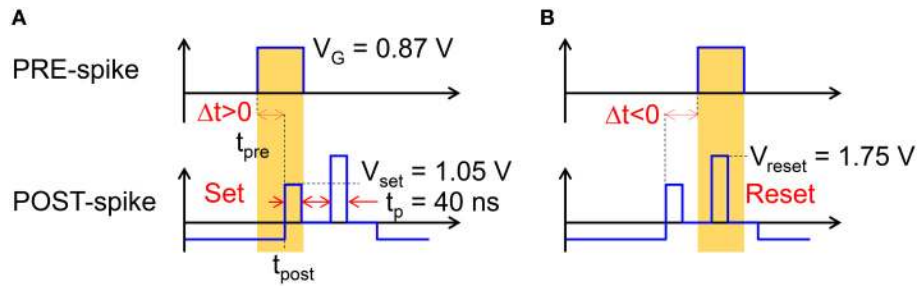 A
B
PRE-spike
V_G = 0.87 V
Δt>0
Δt<0
t_pre
V_set = 1.05 V
V_reset = 1.75 V
Set
Reset
POST-spike
t_p = 40 ns
t_post